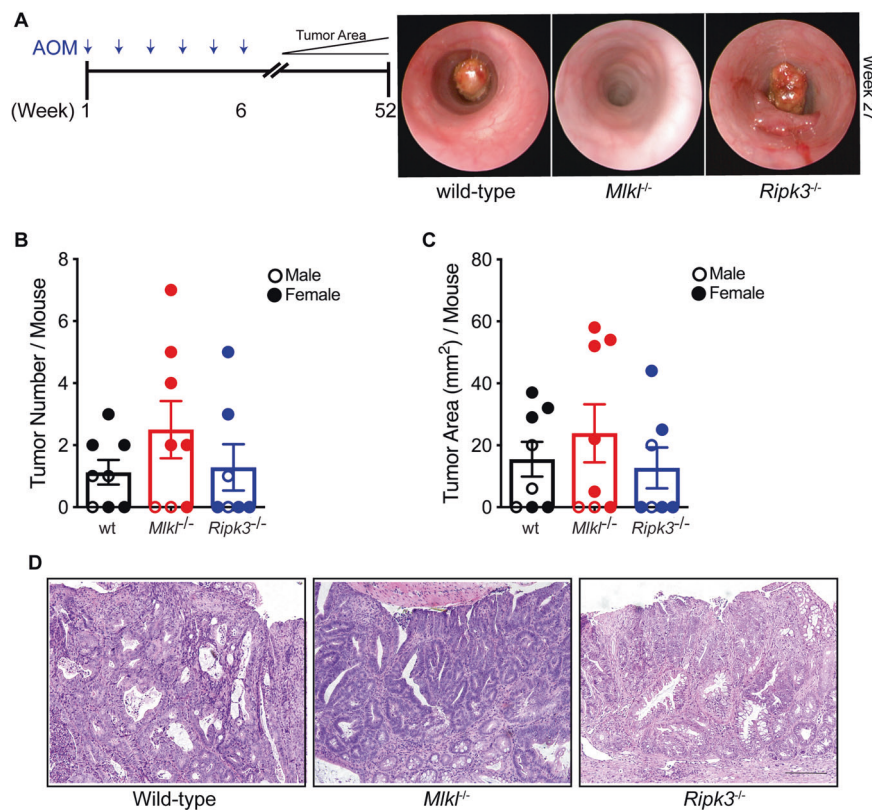 A
AOM
Tumor Area
(Week) 1 6 52
wild-type Mlkl-/- Ripk3-/-
Week 27
B
Tumor Number / Mouse
8
6
4
2
0
Male
Female
wt Mlkl-/- Ripk3-/-
C
Tumor Area (mm²) / Mouse
80
60
40
20
0
Male
Female
wt Mlkl-/- Ripk3-/-
D
Wild-type Mlkl-/- Ripk3-/-